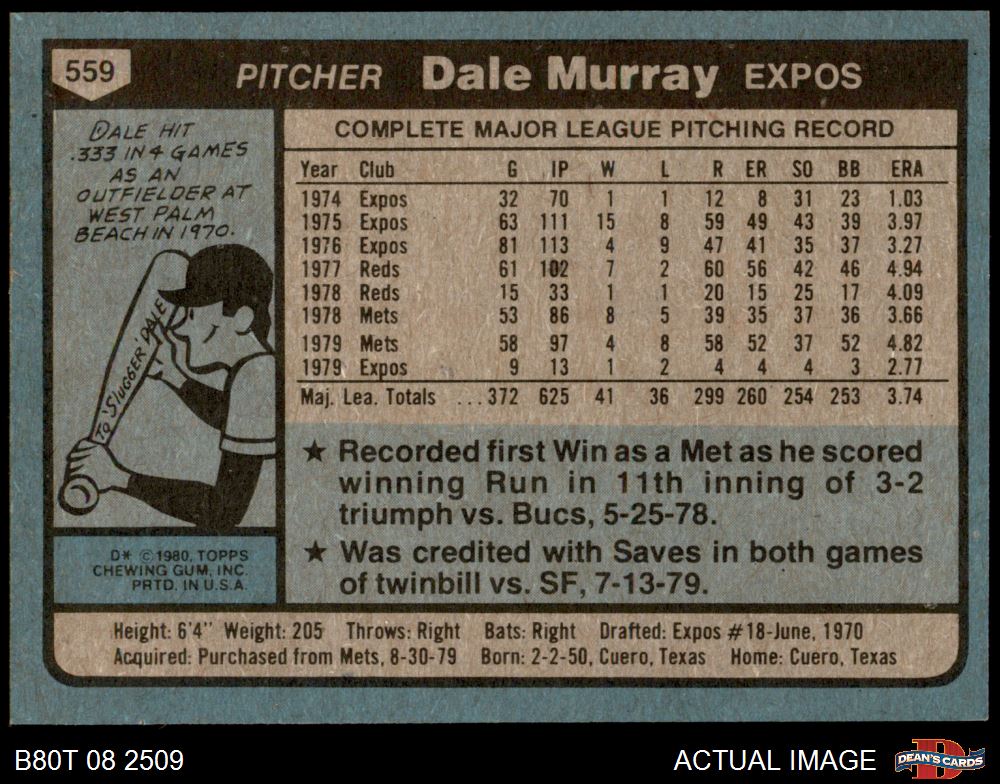 559 PITCHER Dale Murray EXPOS
DALE HIT
.333 IN 4 GAMES
AS AN
OUTFIELDER AT
WEST PALM
BEACH IN 1970.
TO 'SLUGGER' DALE
D* © 1980, TOPPS
CHEWING GUM, INC.
PRTD. IN U.S.A.
COMPLETE MAJOR LEAGUE PITCHING RECORD
Year Club G IP W L R ER SO BB ERA
1974 Expos 32 70 1 1 12 8 31 23 1.03
1975 Expos 63 111 15 8 59 49 43 39 3.97
1976 Expos 81 113 4 9 47 41 35 37 3.27
1977 Reds 61 102 7 2 60 56 42 46 4.94
1978 Reds 15 33 1 1 20 15 25 17 4.09
1978 Mets 53 86 8 5 39 35 37 36 3.66
1979 Mets 58 97 4 8 58 52 37 52 4.82
1979 Expos 9 13 1 2 4 4 4 3 2.77
Maj. Lea. Totals ...372 625 41 36 299 260 254 253 3.74
★ Recorded first Win as a Met as he scored
winning Run in 11th inning of 3-2
triumph vs. Bucs, 5-25-78.
★ Was credited with Saves in both games
of twinbill vs. SF, 7-13-79.
Height: 6'4" Weight: 205 Throws: Right Bats: Right Drafted: Expos #18-June, 1970
Acquired: Purchased from Mets, 8-30-79 Born: 2-2-50, Cuero, Texas Home: Cuero, Texas
B80T 08 2509 ACTUAL IMAGE D DEAN'S CARDS